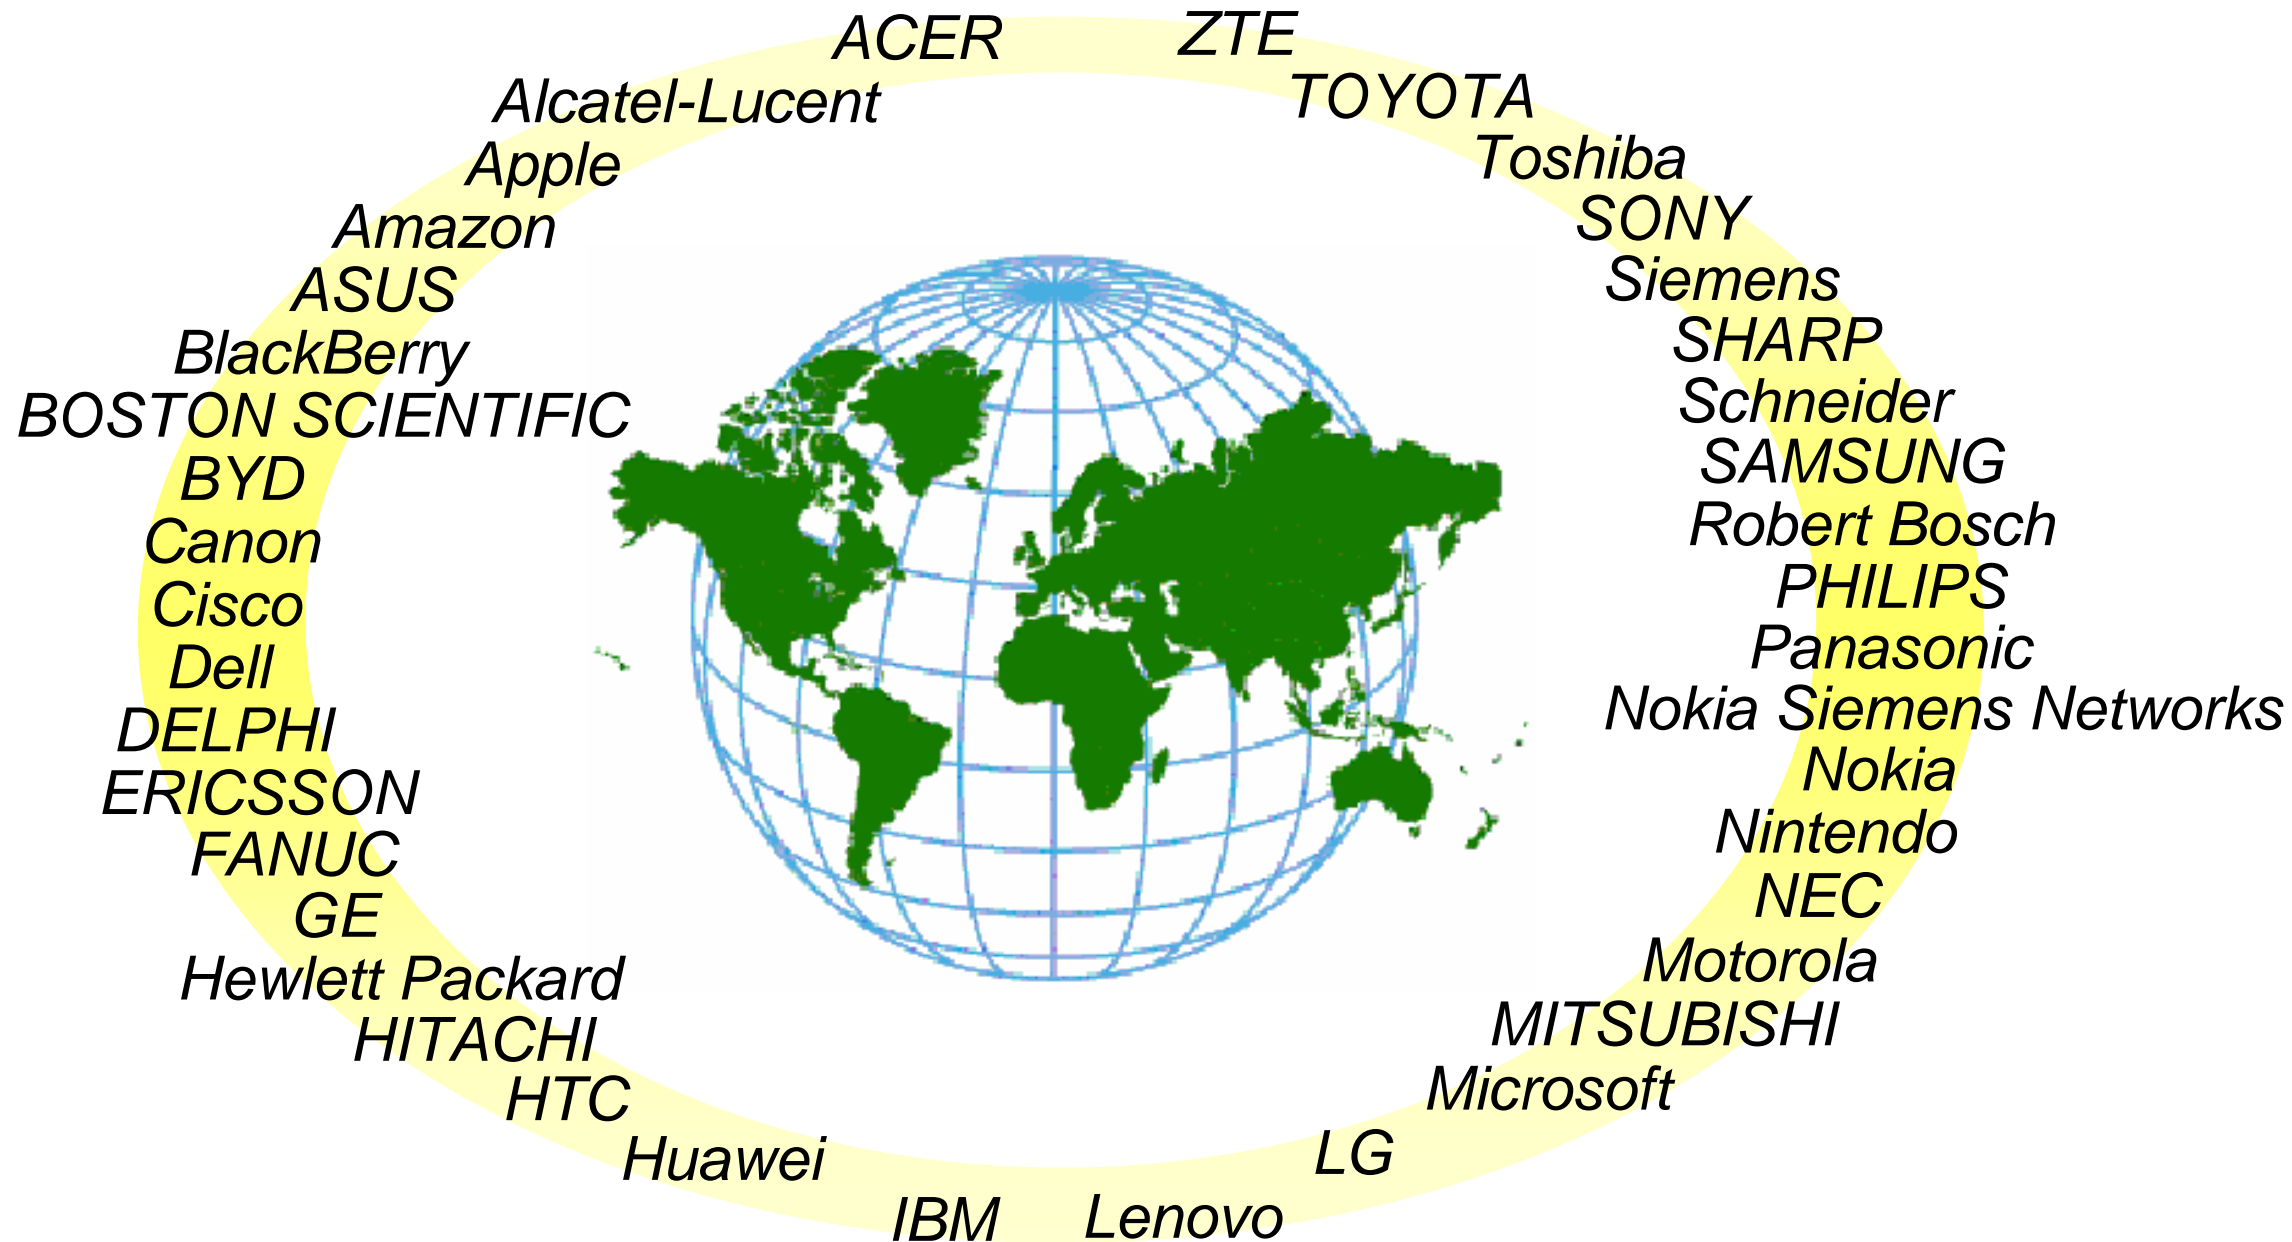 ACER
Alcatel-Lucent
Apple
Amazon
ASUS
BlackBerry
BOSTON SCIENTIFIC
BYD
Canon
Cisco
Dell
DELPHI
ERICSSON
FANUC
GE
Hewlett Packard
HITACHI
HTC
Huawei
IBM
ZTE
TOYOTA
Toshiba
SONY
Siemens
SHARP
Schneider
SAMSUNG
Robert Bosch
PHILIPS
Panasonic
Nokia Siemens Networks
Nokia
Nintendo
NEC
Motorola
MITSUBISHI
Microsoft
LG
Lenovo